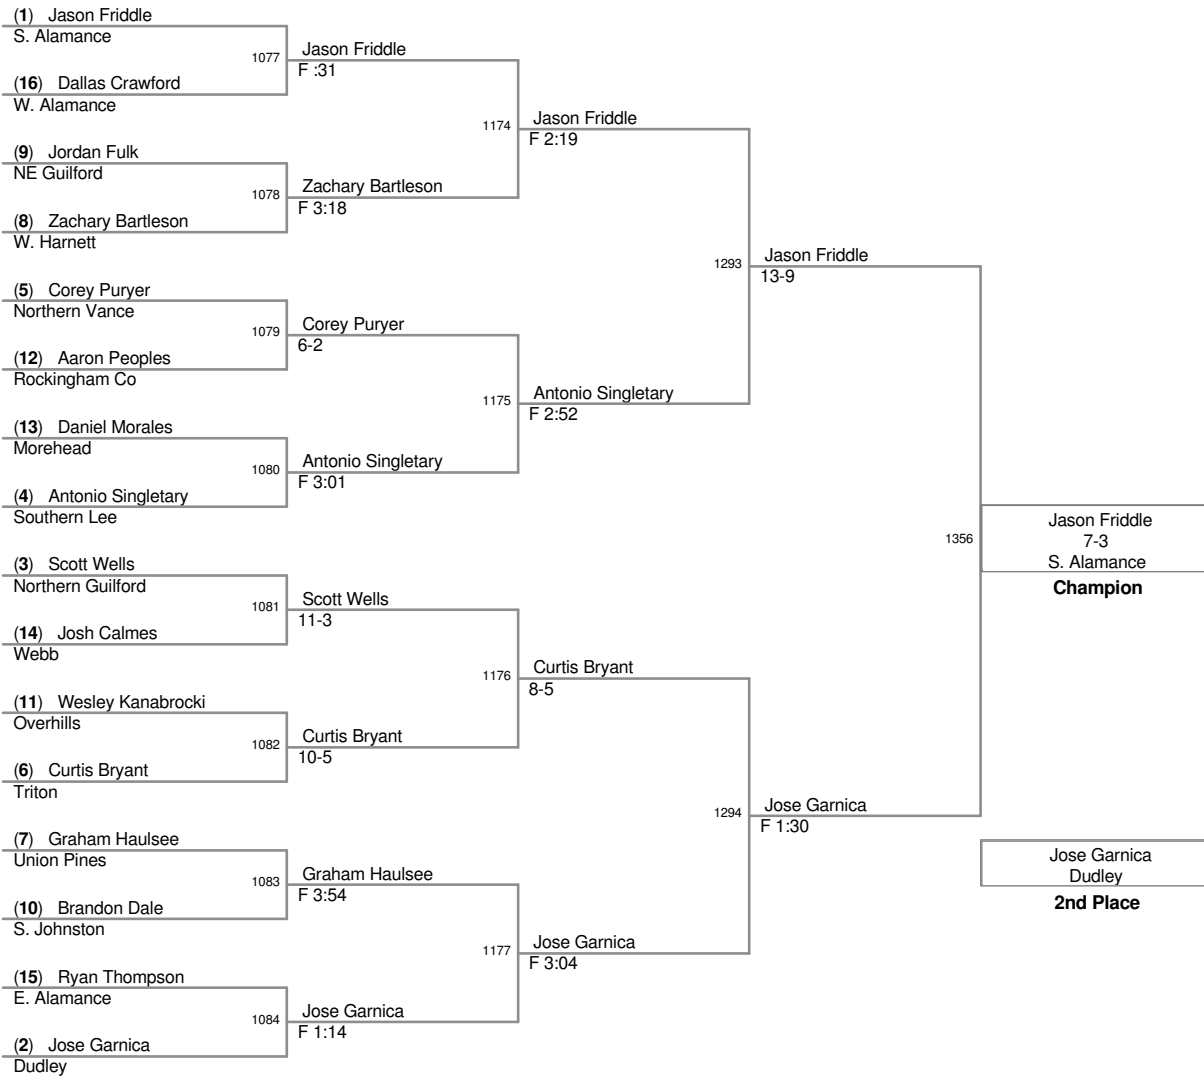 (1) Jason Friddle
S. Alamance
1077
Jason Friddle
F :31
(16) Dallas Crawford
W. Alamance
1174
Jason Friddle
F 2:19
(9) Jordan Fulk
NE Guilford
1078
Zachary Bartleson
F 3:18
(8) Zachary Bartleson
W. Harnett
1293
Jason Friddle
13-9
(5) Corey Puryer
Northern Vance
1079
Corey Puryer
6-2
(12) Aaron Peoples
Rockingham Co
1175
Antonio Singletary
F 2:52
(13) Daniel Morales
Morehead
1080
Antonio Singletary
F 3:01
(4) Antonio Singletary
Southern Lee
1356
Jason Friddle
7-3
S. Alamance
Champion
(3) Scott Wells
Northern Guilford
1081
Scott Wells
11-3
(14) Josh Calmes
Webb
1176
Curtis Bryant
8-5
(11) Wesley Kanabrocki
Overhills
1082
Curtis Bryant
10-5
(6) Curtis Bryant
Triton
1294
Jose Garnica
F 1:30
(7) Graham Haulsee
Union Pines
1083
Graham Haulsee
F 3:54
(10) Brandon Dale
S. Johnston
Jose Garnica
Dudley
2nd Place
1177
Jose Garnica
F 3:04
(15) Ryan Thompson
E. Alamance
1084
Jose Garnica
F 1:14
(2) Jose Garnica
Dudley